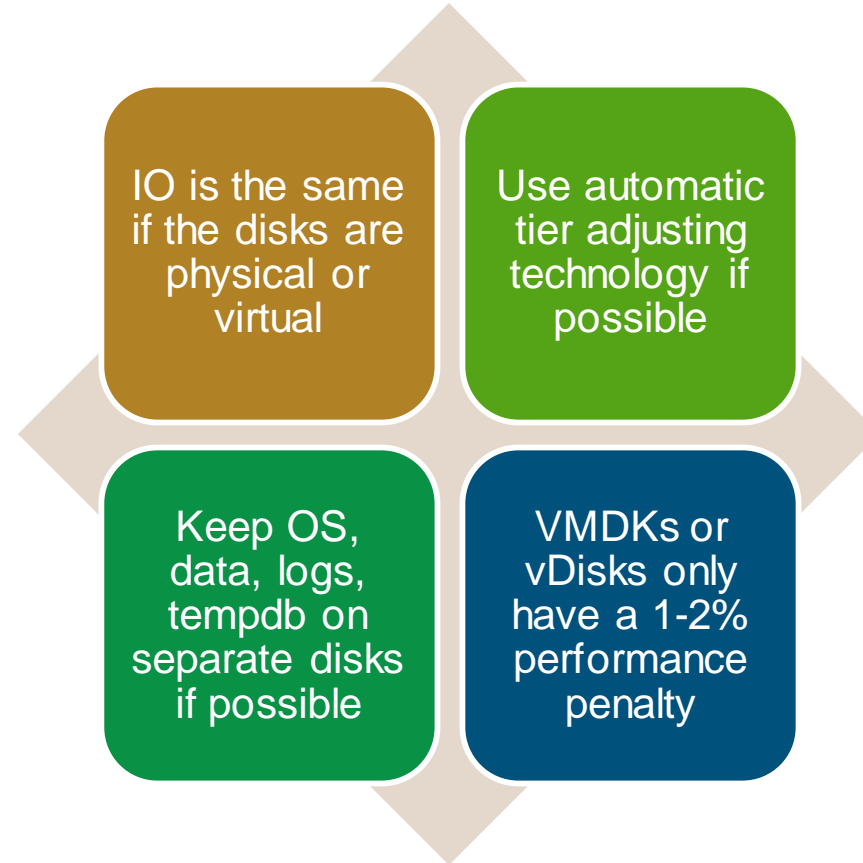 IO is the same
if the disks are
physical or
virtual
Use automatic
tier adjusting
technology if
possible
Keep OS,
data, logs,
tempdb on
separate disks
if possible
VMDKs or
vDisks only
have a 1-2%
performance
penalty